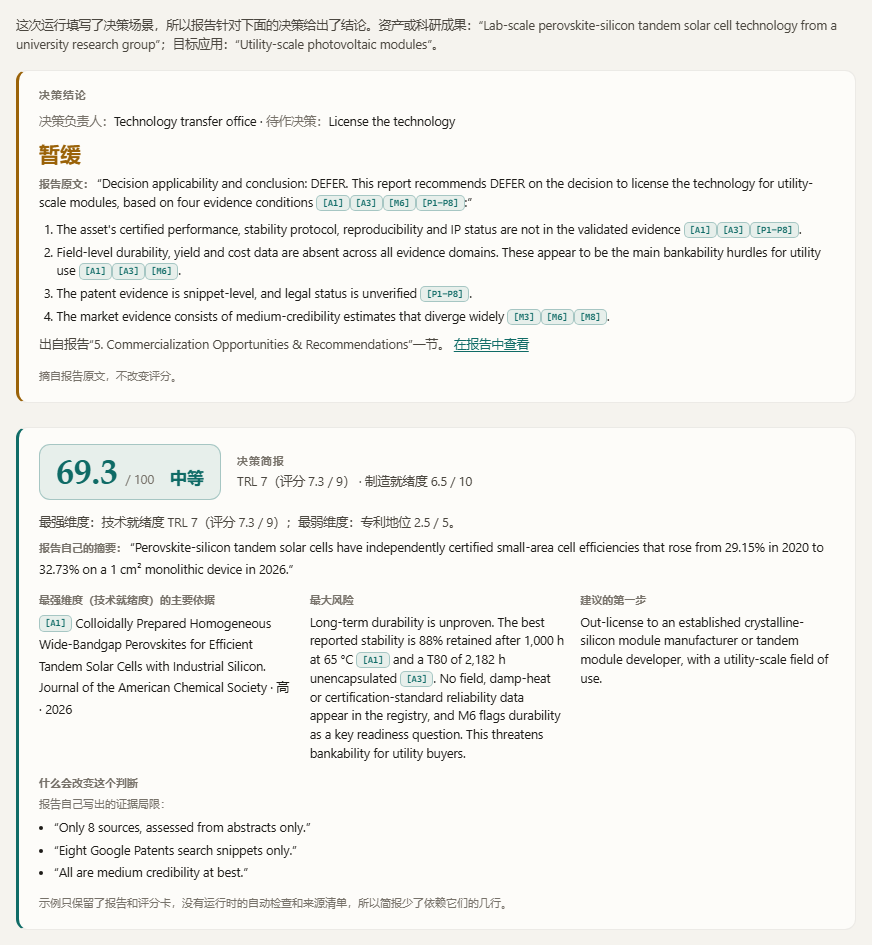 这次运行填写了决策场景，所以报告针对下面的决策给出了结论。资产或科研成果：“Lab-scale perovskite-silicon tandem solar cell technology from a
university research group”；目标应用：“Utility-scale photovoltaic modules”。
决策结论
决策负责人：Technology transfer office · 待作决策：License the technology
暂缓
报告原文：“Decision applicability and conclusion: DEFER. This report recommends DEFER on the decision to license the technology for utility-
scale modules, based on four evidence conditions [A1] [A3] [M6] [P1–P8]:”
1. The asset's certified performance, stability protocol, reproducibility and IP status are not in the validated evidence [A1] [A3] [P1–P8].
2. Field-level durability, yield and cost data are absent across all evidence domains. These appear to be the main bankability hurdles for utility
use [A1] [A3] [M6].
3. The patent evidence is snippet-level, and legal status is unverified [P1–P8].
4. The market evidence consists of medium-credibility estimates that diverge widely [M3] [M6] [M8].
出自报告“5. Commercialization Opportunities & Recommendations”一节。 在报告中查看
摘自报告原文，不改变评分。
69.3 / 100 中等
决策简报
TRL 7（评分 7.3 / 9） · 制造就绪度 6.5 / 10
最强维度：技术就绪度 TRL 7（评分 7.3 / 9）；最弱维度：专利地位 2.5 / 5。
报告自己的摘要：“Perovskite-silicon tandem solar cells have independently certified small-area cell efficiencies that rose from 29.15% in 2020 to
32.73% on a 1 cm² monolithic device in 2026.”
最强维度（技术就绪度）的主要依据
[A1] Colloidally Prepared Homogeneous
Wide-Bandgap Perovskites for Efficient
Tandem Solar Cells with Industrial Silicon.
Journal of the American Chemical Society · 高
· 2026
最大风险
Long-term durability is unproven. The best
reported stability is 88% retained after 1,000 h
at 65 °C [A1] and a T80 of 2,182 h
unencapsulated [A3]. No field, damp-heat
or certification-standard reliability data
appear in the registry, and M6 flags durability
as a key readiness question. This threatens
bankability for utility buyers.
建议的第一步
Out-license to an established crystalline-
silicon module manufacturer or tandem
module developer, with a utility-scale field of
use.
什么会改变这个判断
报告自己写出的证据局限：
• “Only 8 sources, assessed from abstracts only.”
• “Eight Google Patents search snippets only.”
• “All are medium credibility at best.”
示例只保留了报告和评分卡，没有运行时的自动检查和来源清单，所以简报少了依赖它们的几行。